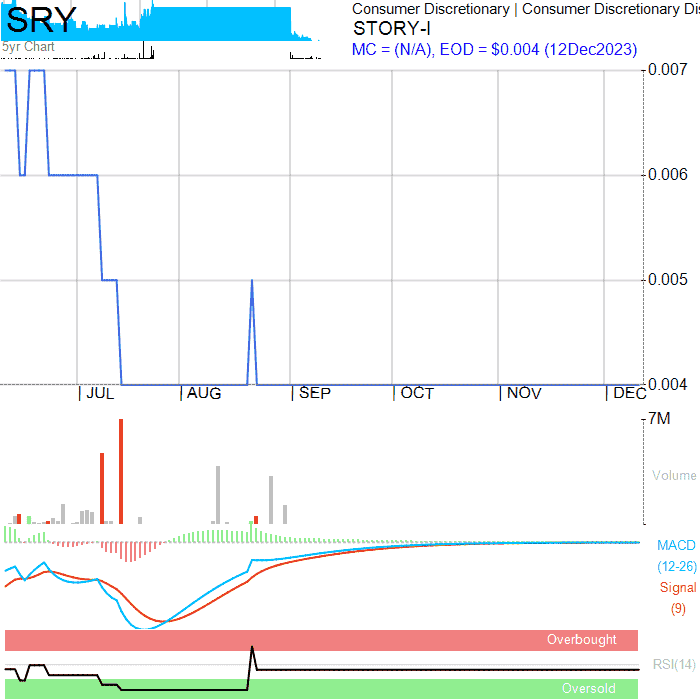 SRY
5yr Chart
Consumer Discretionary | Consumer Discretionary Dis
STORY-I
MC = (N/A), EOD = $0.004 (12Dec2023)
0.007
0.006
0.005
0.004
| JUL | AUG | SEP | OCT | NOV | DEC
7M
Volume
MACD
(12-26)
Signal
(9)
Overbought
RSI(14)
Oversold